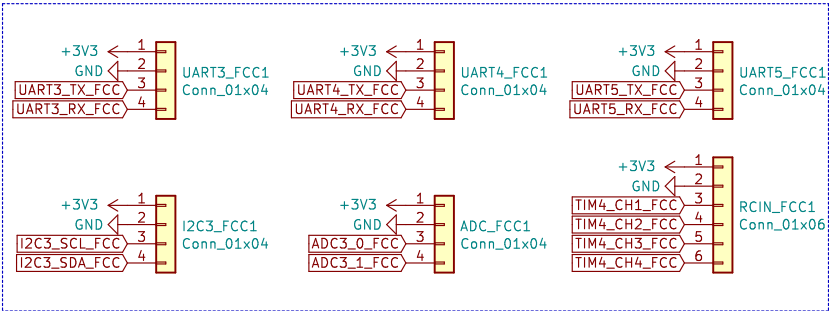 +3V3 1
GND 2
UART3_TX_FCC 3
UART3_RX_FCC 4
UART3_FCC1
Conn_01x04
+3V3 1
GND 2
UART4_TX_FCC 3
UART4_RX_FCC 4
UART4_FCC1
Conn_01x04
+3V3 1
GND 2
UART5_TX_FCC 3
UART5_RX_FCC 4
UART5_FCC1
Conn_01x04
+3V3 1
GND 2
I2C3_SCL_FCC 3
I2C3_SDA_FCC 4
I2C3_FCC1
Conn_01x04
+3V3 1
GND 2
ADC3_0_FCC 3
ADC3_1_FCC 4
ADC_FCC1
Conn_01x04
+3V3 1
GND 2
TIM4_CH1_FCC 3
TIM4_CH2_FCC 4
TIM4_CH3_FCC 5
TIM4_CH4_FCC 6
RCIN_FCC1
Conn_01x06